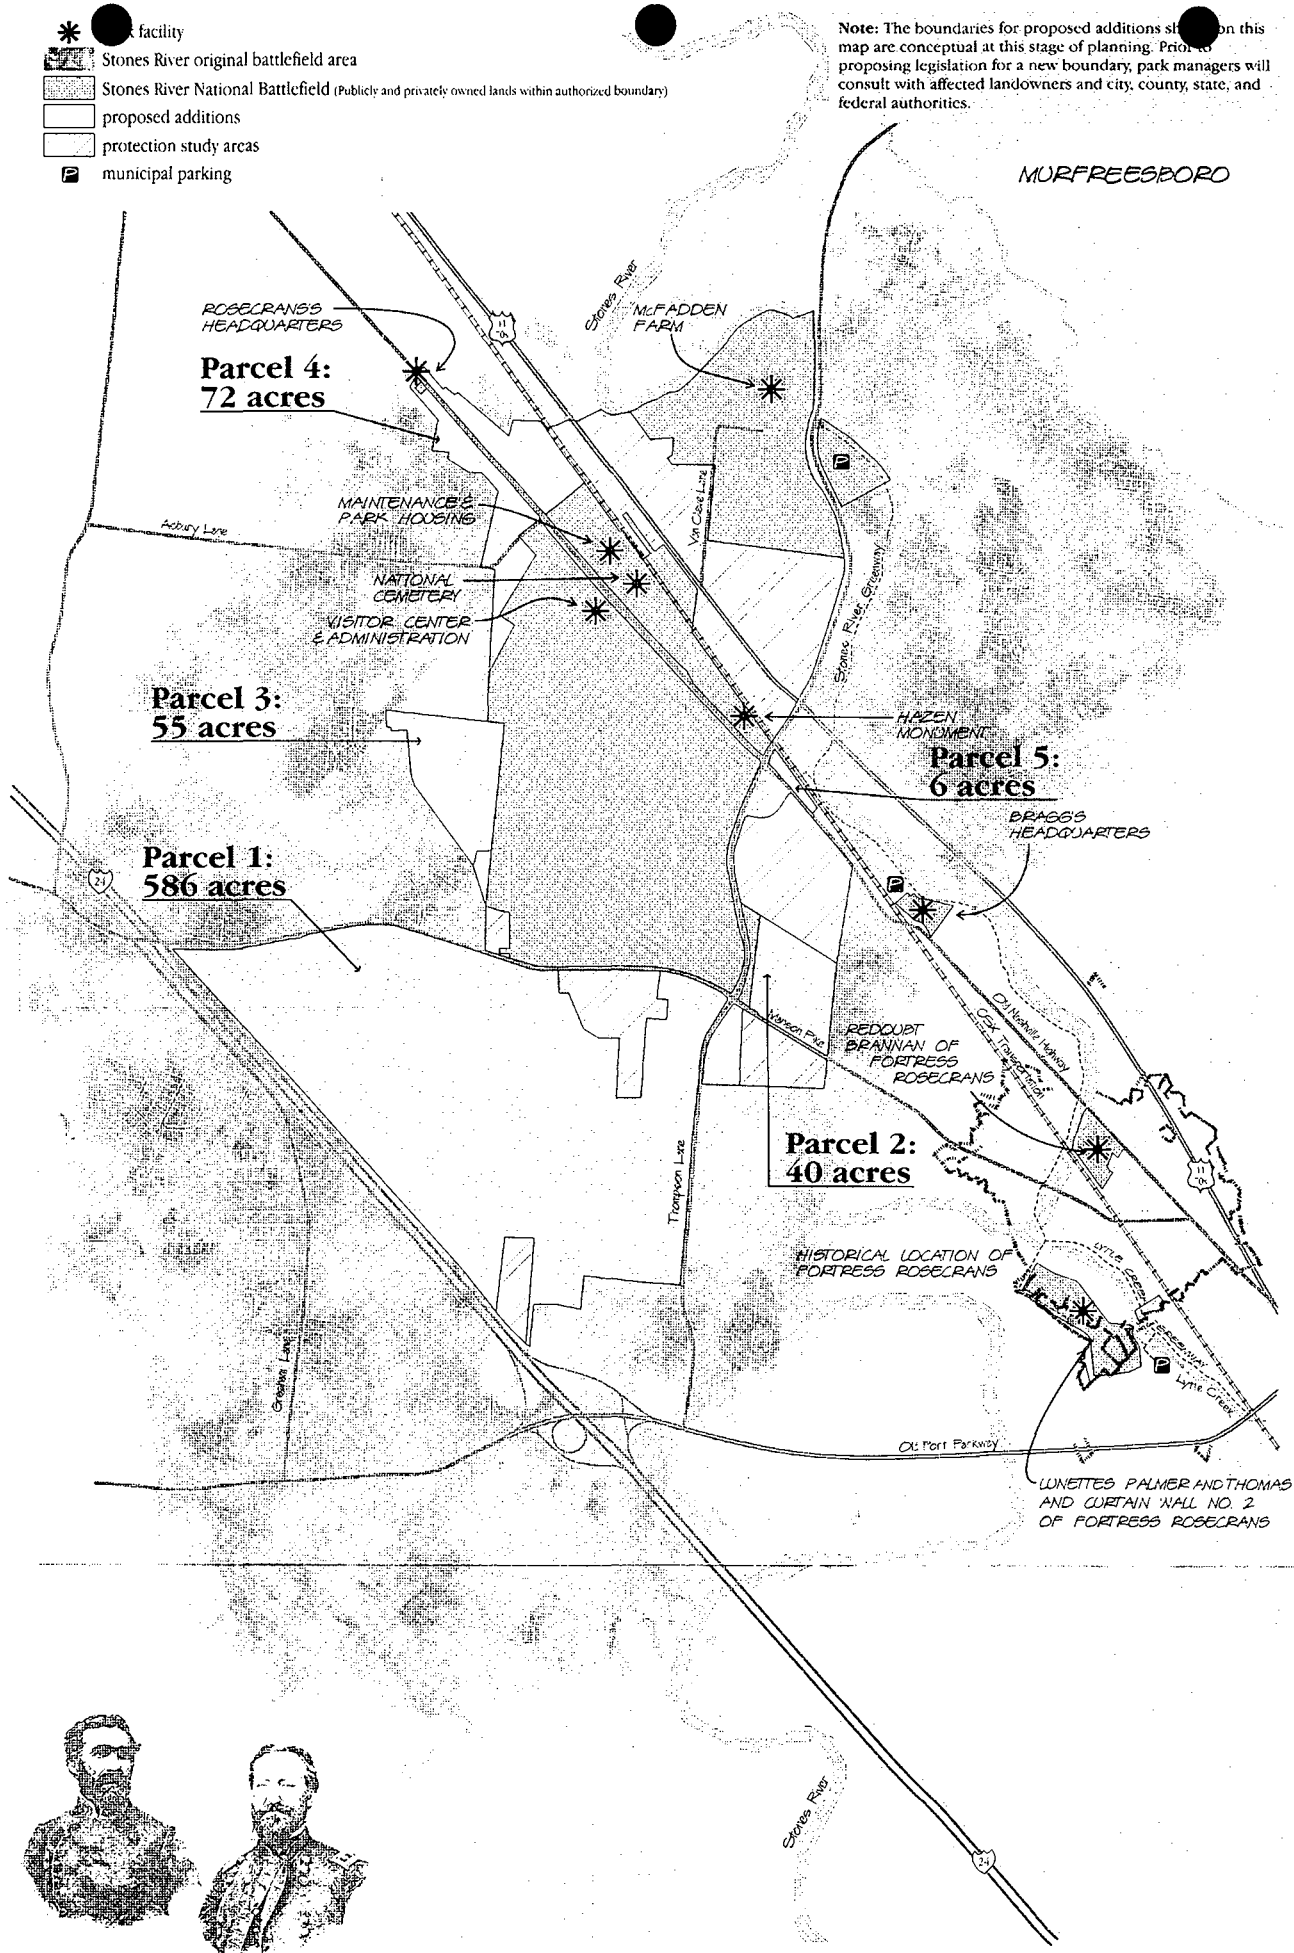 facility
Stones River original battlefield area
Stones River National Battlefield (Publicly and privately owned lands within authorized boundary)
proposed additions
protection study areas
P municipal parking
Note: The boundaries for proposed additions on this
map are conceptual at this stage of planning. Prior to
proposing legislation for a new boundary, park managers will
consult with affected landowners and city, county, state, and
federal authorities.
MURFREESBORO
ROSECRANS'S
HEADQUARTERS
Stones River
McFADDEN
FARM
Parcel 4:
72 acres
P
MAINTENANCE &
PARK HOUSING
Van Cleve Lane
Asbury Lane
NATIONAL
CEMETERY
VISITOR CENTER
& ADMINISTRATION
Stones River Greenway
Parcel 3:
55 acres
HAZEN
MONUMENT
Parcel 5:
6 acres
BRAGG'S
HEADQUARTERS
Parcel 1:
586 acres
24
P
Old Nashville Highway
CSX Transportation
Manson Pike
REDOUBT
BRANNAN OF
FORTRESS
ROSECRANS
Parcel 2:
40 acres
Thompson Lane
HISTORICAL LOCATION OF
FORTRESS ROSECRANS
LYTLE CREEK
GREENWAY
P
Lytle Creek
Gresham Lane
Old Fort Parkway
LUNETTES PALMER AND THOMAS
AND CURTAIN WALL NO. 2
OF FORTRESS ROSECRANS
Stones River
24